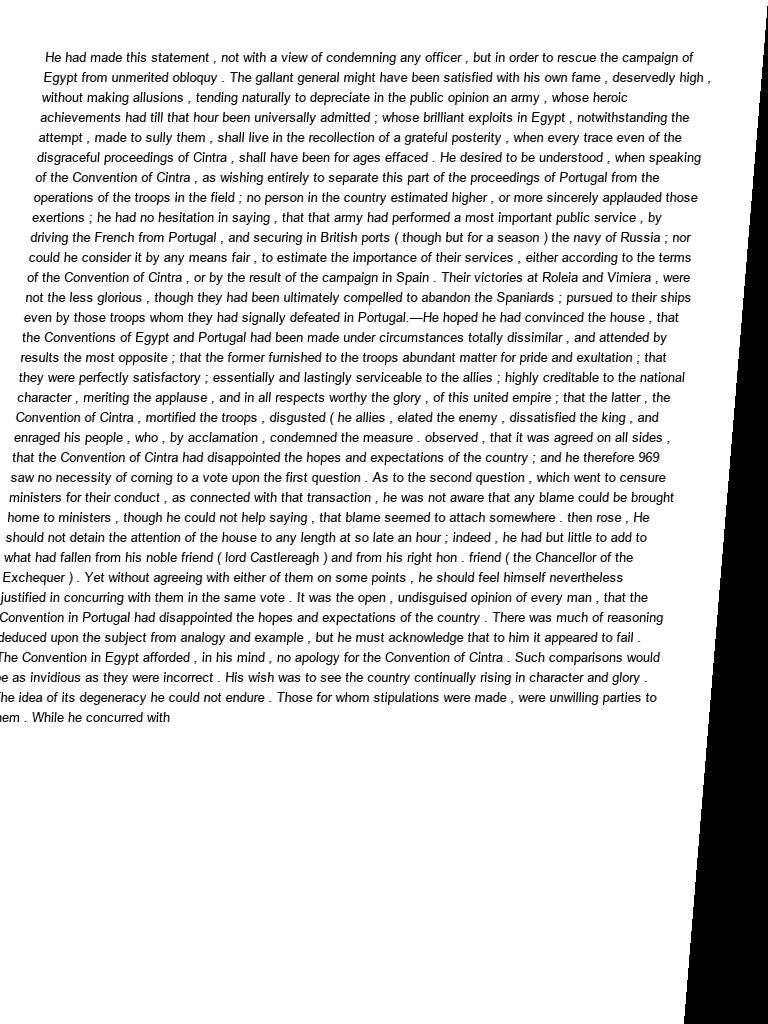 He had made this statement , not with a view of condemning any officer , but in order to rescue the campaign of
Egypt from unmerited obloquy . The gallant general might have been satisfied with his own fame , deservedly high ,
without making allusions , tending naturally to depreciate in the public opinion an army , whose heroic
achievements had till that hour been universally admitted ; whose brilliant exploits in Egypt , notwithstanding the
attempt , made to sully them , shall live in the recollection of a grateful posterity , when every trace even of the
disgraceful proceedings of Cintra , shall have been for ages effaced . He desired to be understood , when speaking
of the Convention of Cintra , as wishing entirely to separate this part of the proceedings of Portugal from the
operations of the troops in the field ; no person in the country estimated higher , or more sincerely applauded those
exertions ; he had no hesitation in saying , that that army had performed a most important public service , by
driving the French from Portugal , and securing in British ports ( though but for a season ) the navy of Russia ; nor
could he consider it by any means fair , to estimate the importance of their services , either according to the terms
of the Convention of Cintra , or by the result of the campaign in Spain . Their victories at Roleia and Vimiera , were
not the less glorious , though they had been ultimately compelled to abandon the Spaniards ; pursued to their ships
even by those troops whom they had signally defeated in Portugal.—He hoped he had convinced the house , that
the Conventions of Egypt and Portugal had been made under circumstances totally dissimilar , and attended by
results the most opposite ; that the former furnished to the troops abundant matter for pride and exultation ; that
they were perfectly satisfactory ; essentially and lastingly serviceable to the allies ; highly creditable to the national
character , meriting the applause , and in all respects worthy the glory , of this united empire ; that the latter , the
Convention of Cintra , mortified the troops , disgusted ( he allies , elated the enemy , dissatisfied the king , and
enraged his people , who , by acclamation , condemned the measure . observed , that it was agreed on all sides ,
that the Convention of Cintra had disappointed the hopes and expectations of the country ; and he therefore 969
saw no necessity of corning to a vote upon the first question . As to the second question , which went to censure
ministers for their conduct , as connected with that transaction , he was not aware that any blame could be brought
home to ministers , though he could not help saying , that blame seemed to attach somewhere . then rose , He
should not detain the attention of the house to any length at so late an hour ; indeed , he had but little to add to
what had fallen from his noble friend ( lord Castlereagh ) and from his right hon . friend ( the Chancellor of the
Exchequer ) . Yet without agreeing with either of them on some points , he should feel himself nevertheless
justified in concurring with them in the same vote . It was the open , undisguised opinion of every man , that the
Convention in Portugal had disappointed the hopes and expectations of the country . There was much of reasoning
deduced upon the subject from analogy and example , but he must acknowledge that to him it appeared to fail .
The Convention in Egypt afforded , in his mind , no apology for the Convention of Cintra . Such comparisons would
be as invidious as they were incorrect . His wish was to see the country continually rising in character and glory .
The idea of its degeneracy he could not endure . Those for whom stipulations were made , were unwilling parties to
. While he concurred with